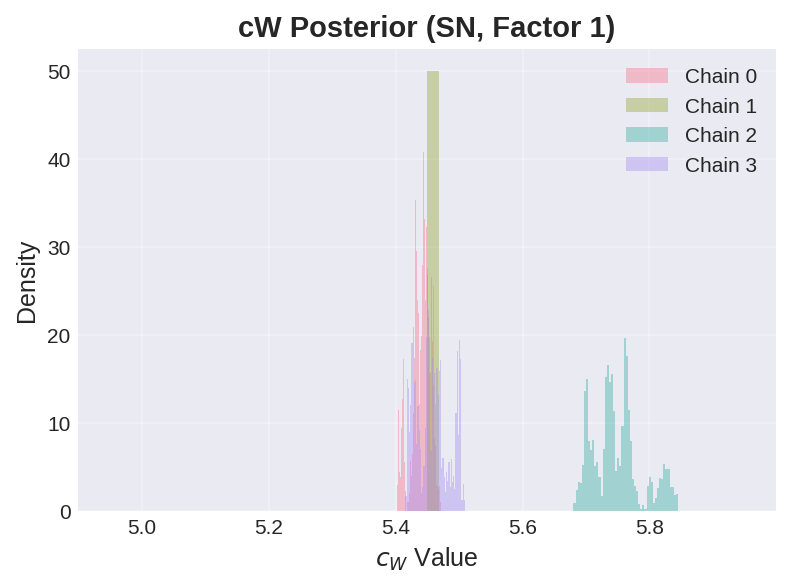 cW Posterior (SN, Factor 1)
50
40
30
20
10
0
Density
Chain 0
Chain 1
Chain 2
Chain 3
5.0
5.2
5.4
5.6
5.8
c_W Value